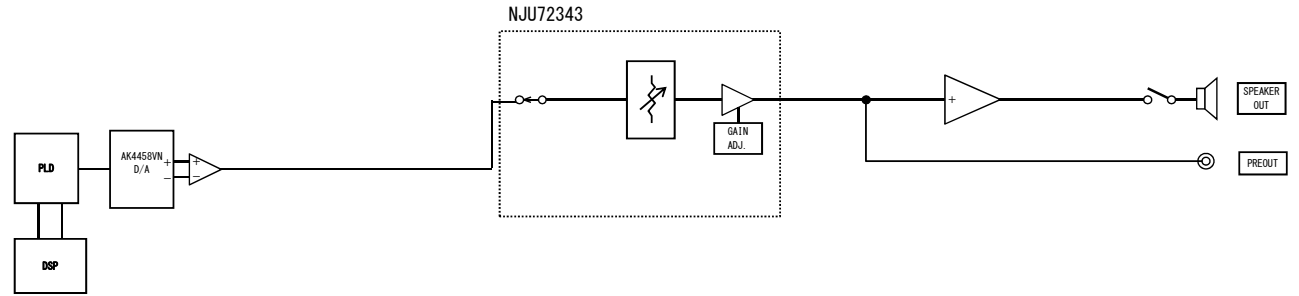 NJU72343
SPEAKER
OUT
+
GAIN
ADJ.
PLD
AK4458VN
D/A
+
-
+
-
PREOUT
DSP